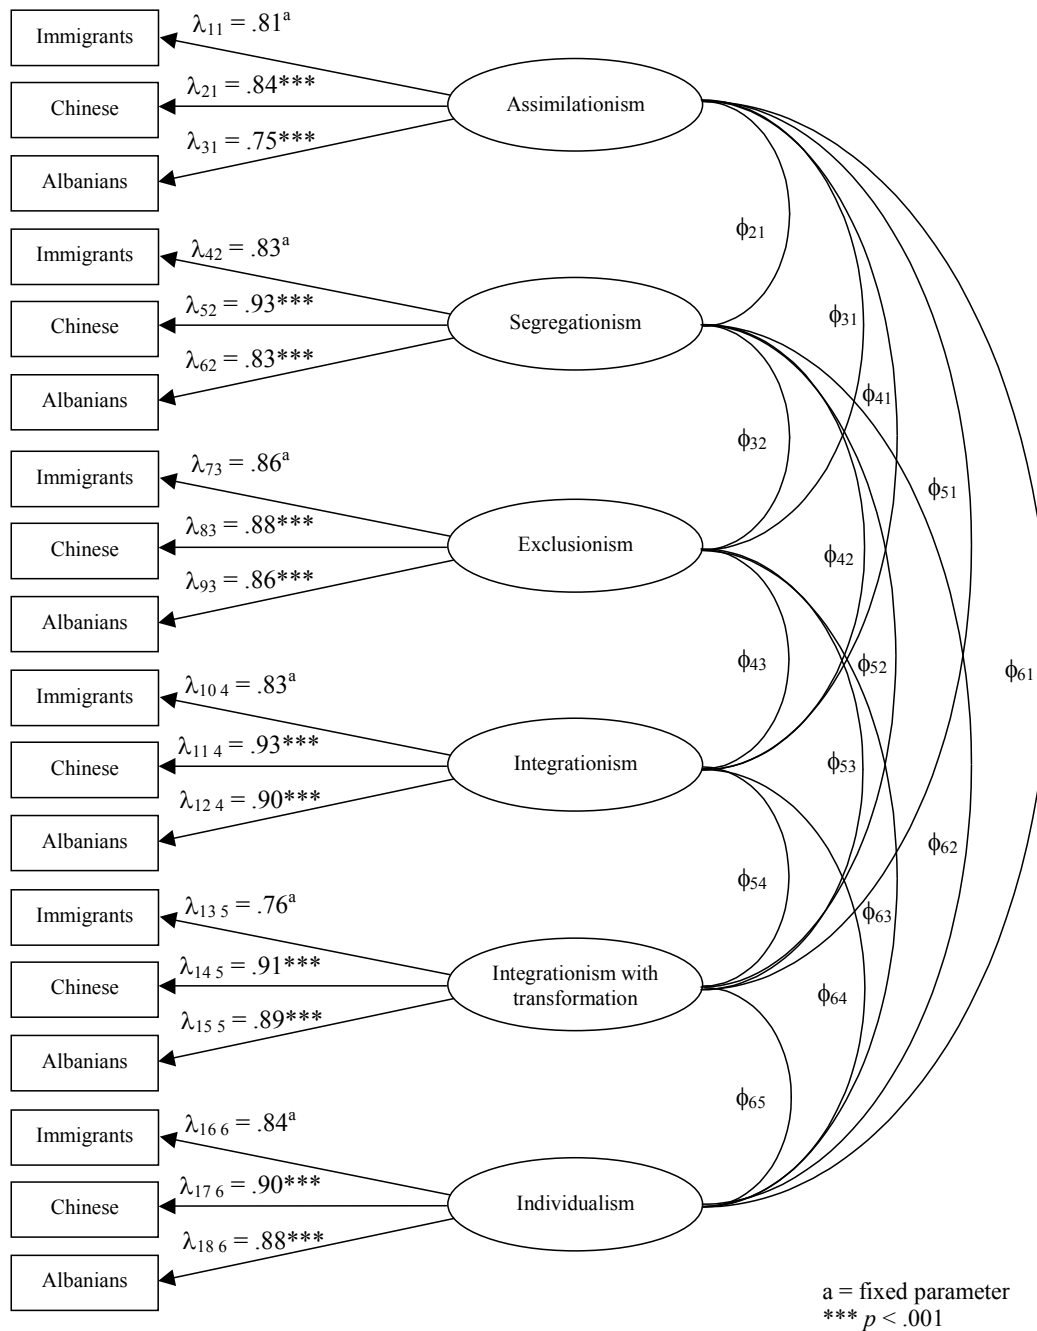 Immigrants
λ11 = .81a
Chinese
λ21 = .84***
Albanians
λ31 = .75***
Assimilationism
Immigrants
λ42 = .83a
Chinese
λ52 = .93***
Albanians
λ62 = .83***
Segregationism
Immigrants
λ73 = .86a
Chinese
λ83 = .88***
Albanians
λ93 = .86***
Exclusionism
Immigrants
λ10 4 = .83a
Chinese
λ11 4 = .93***
Albanians
λ12 4 = .90***
Integrationism
Immigrants
λ13 5 = .76a
Chinese
λ14 5 = .91***
Albanians
λ15 5 = .89***
Integrationism with
transformation
Immigrants
λ16 6 = .84a
Chinese
λ17 6 = .90***
Albanians
λ18 6 = .88***
Individualism
ϕ21
ϕ31
ϕ41
ϕ32
ϕ51
ϕ42
ϕ43
ϕ52
ϕ61
ϕ53
ϕ62
ϕ54
ϕ63
ϕ64
ϕ65
a = fixed parameter
*** p < .001